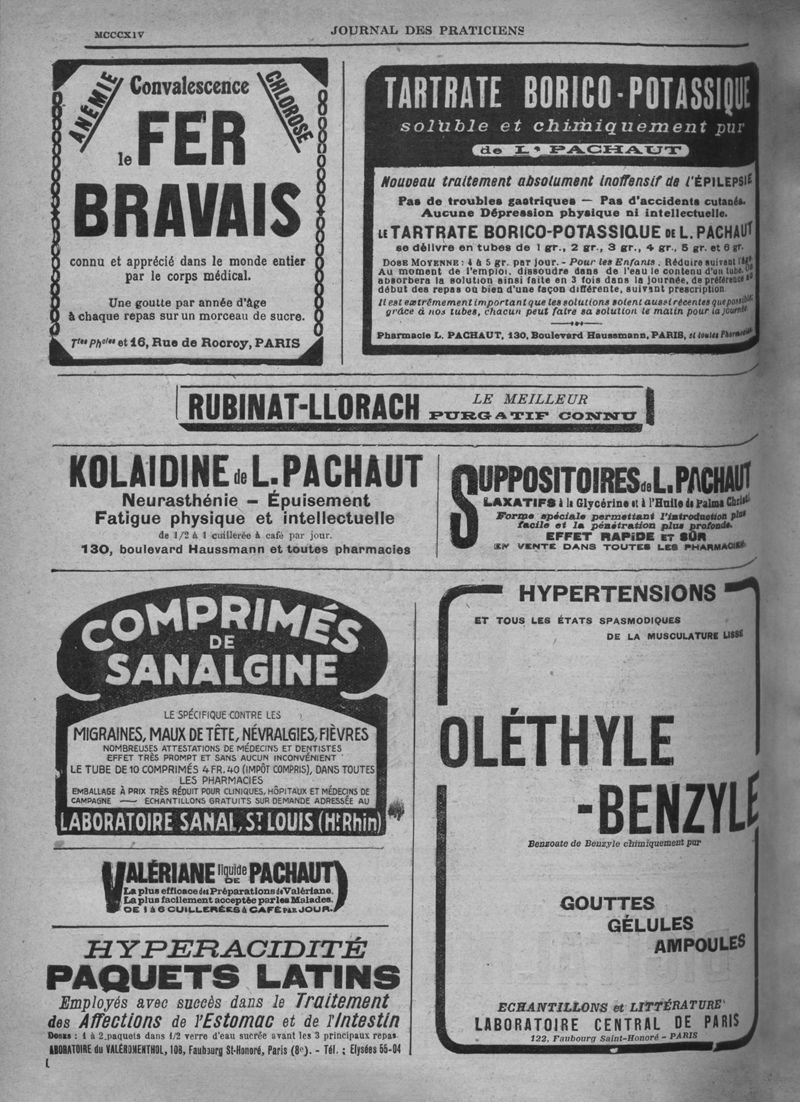 MCCCXIV
JOURNAL DES PRATICIENS
ANÉMIE
Convalescence
CHLOROSE
le FER
BRAVAIS
connu et apprécié dans le monde entier
par le corps médical.
Une goutte par année d'âge
à chaque repas sur un morceau de sucre.
Ttes Phcies et 16, Rue de Rocroy, PARIS
TARTRATE BORICO-POTASSIQUE
soluble et chimiquement pur
de L. PACHAUT
Nouveau traitement absolument inoffensif de l'ÉPILEPSIE
Pas de troubles gastriques — Pas d'accidents cutanés.
Aucune Dépression physique ni intellectuelle.
LE TARTRATE BORICO-POTASSIQUE DE L. PACHAUT
se délivre en tubes de 1 gr., 2 gr., 3 gr., 4 gr., 5 gr. et 6 gr.
DOSE MOYENNE : 4 à 5 gr. par jour. - Pour les Enfants : Réduire suivant l'âge
Au moment de l'emploi, dissoudre dans de l'eau le contenu d'un tube. On
absorbera la solution ainsi faite en 3 fois dans la journée, de préférence au
début des repas ou bien d'une façon différente, suivant prescription
Il est extrêmement important que les solutions soient aussi récentes que possible
grâce à nos tubes, chacun peut faire sa solution le matin pour la journée
Pharmacie L. PACHAUT, 130, Boulevard Haussmann, PARIS, et toutes Pharmacies
RUBINAT-LLORACH
LE MEILLEUR
PURGATIF CONNU
KOLAIDINE de L. PACHAUT
Neurasthénie — Épuisement
Fatigue physique et intellectuelle
de 1/2 à 1 cuillerée à café par jour.
130, boulevard Haussmann et toutes pharmacies
SUPPOSITOIRES de L. PACHAUT
LAXATIFS à la Glycérine et à l'Huile de Palma Christi
Forme spéciale permettant l'introduction plus
facile et la pénétration plus profonde.
EFFET RAPIDE ET SÛR
EN VENTE DANS TOUTES LES PHARMACIES
COMPRIMÉS
DE
SANALGINE
LE SPÉCIFIQUE CONTRE LES
MIGRAINES, MAUX DE TÊTE, NÉVRALGIES, FIÈVRES
NOMBREUSES ATTESTATIONS DE MÉDECINS ET DENTISTES
EFFET TRÈS PROMPT ET SANS AUCUN INCONVÉNIENT
LE TUBE DE 10 COMPRIMÉS 4 FR. 40 (IMPÔT COMPRIS), DANS TOUTES
LES PHARMACIES
EMBALLAGE À PRIX TRÈS RÉDUIT POUR CLINIQUES, HÔPITAUX ET MÉDECINS DE
CAMPAGNE — ECHANTILLONS GRATUITS SUR DEMANDE ADRESSÉE AU
LABORATOIRE SANAL, ST LOUIS (Ht Rhin)
VALÉRIANE liquide DE PACHAUT
La plus efficace des Préparations de Valériane.
La plus facilement acceptée par les Malades.
DE 1 à 6 CUILLERÉES à CAFÉ PAR JOUR.
HYPERACIDITÉ
PAQUETS LATINS
Employés avec succès dans le Traitement
des Affections de l'Estomac et de l'Intestin
DOSES : 1 à 2 paquets dans 1/2 verre d'eau sucrée avant les 3 principaux repas
ABORATOIRE du VALÉROMENTHOL, 108, Faubourg St-Honoré, Paris (8e). - Tél. : Elysées 55-04
HYPERTENSIONS
ET TOUS LES ÉTATS SPASMODIQUES
DE LA MUSCULATURE LISSE
OLÉTHYLE
-BENZYLE
Benzoate de Benzyle chimiquement pur
GOUTTES
GÉLULES
AMPOULES
ECHANTILLONS et LITTÉRATURE
LABORATOIRE CENTRAL DE PARIS
122, Faubourg Saint-Honoré - PARIS